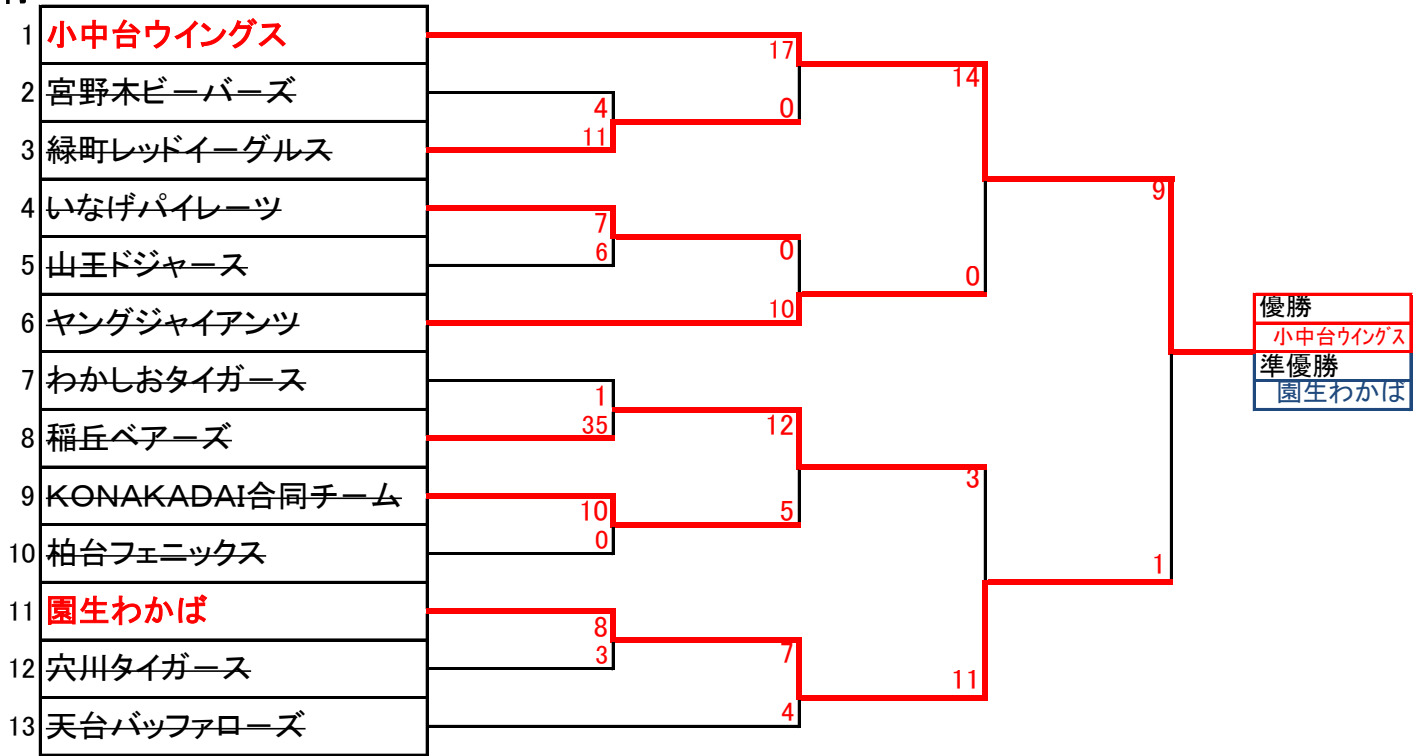 1 小中台ウイングス
2 宮野木ビーバーズ
3 緑町レッドイーグルス
4 いなげパイレーツ
5 山王ドジャース
6 ヤングジャイアンツ
7 わかしおタイガース
8 稲丘ベアーズ
9 KONAKADAI合同チーム
10 柏台フェニックス
11 園生わかば
12 穴川タイガース
13 天台バッファローズ
4
11
7
6
1
35
10
0
8
3
17
0
0
10
12
5
7
4
14
0
3
11
9
1
優勝
小中台ウイングス
準優勝
園生わかば